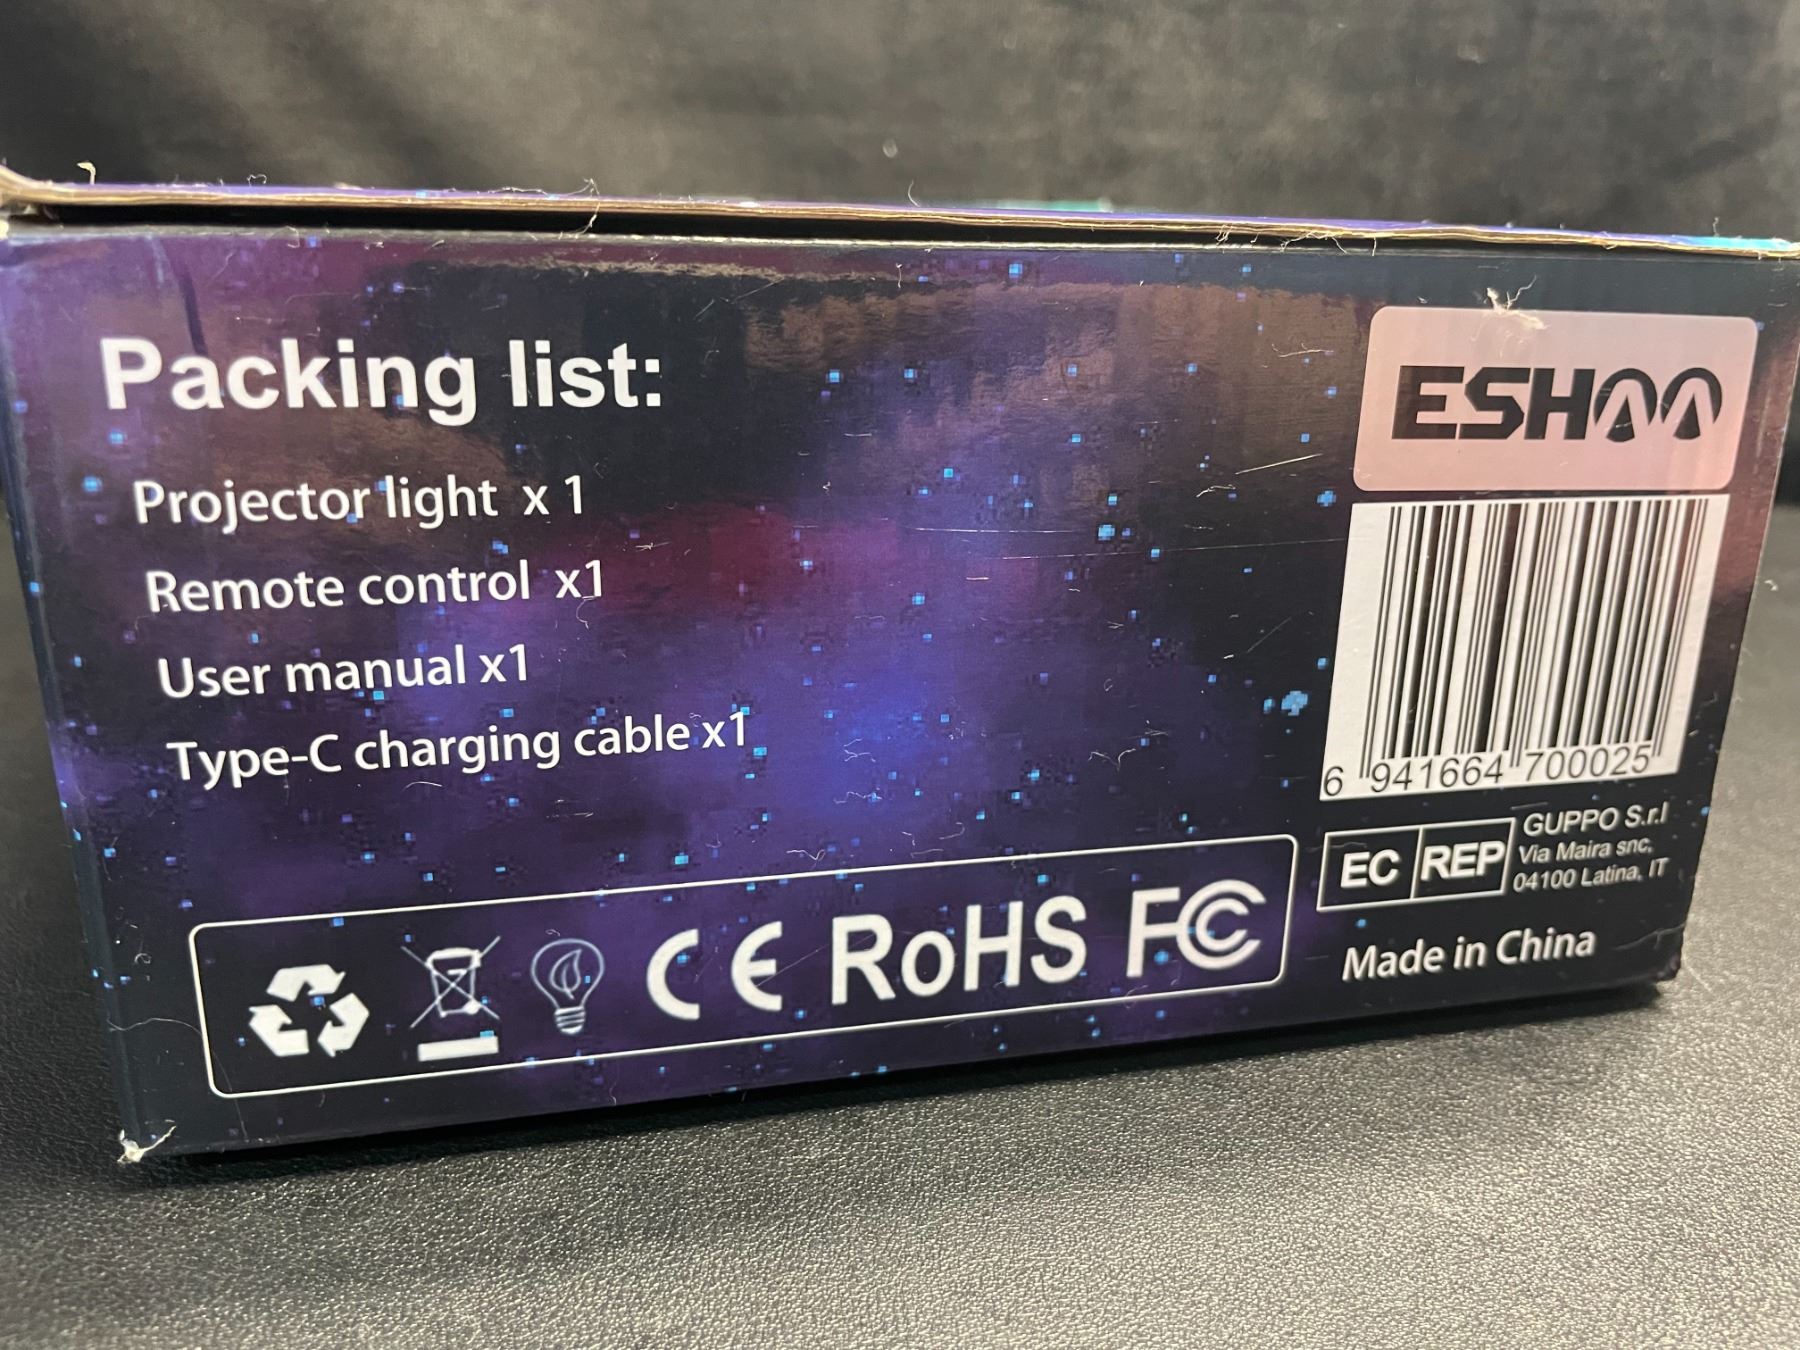 Packing list:
Projector light x 1
Remote control x1
User manual x1
Type-C charging cable x1
ESHOO
6 941664 700025
EC REP
GUPPO S.r.l
Via Maira snc,
04100 Latina, IT
CE RoHS FC
Made in China